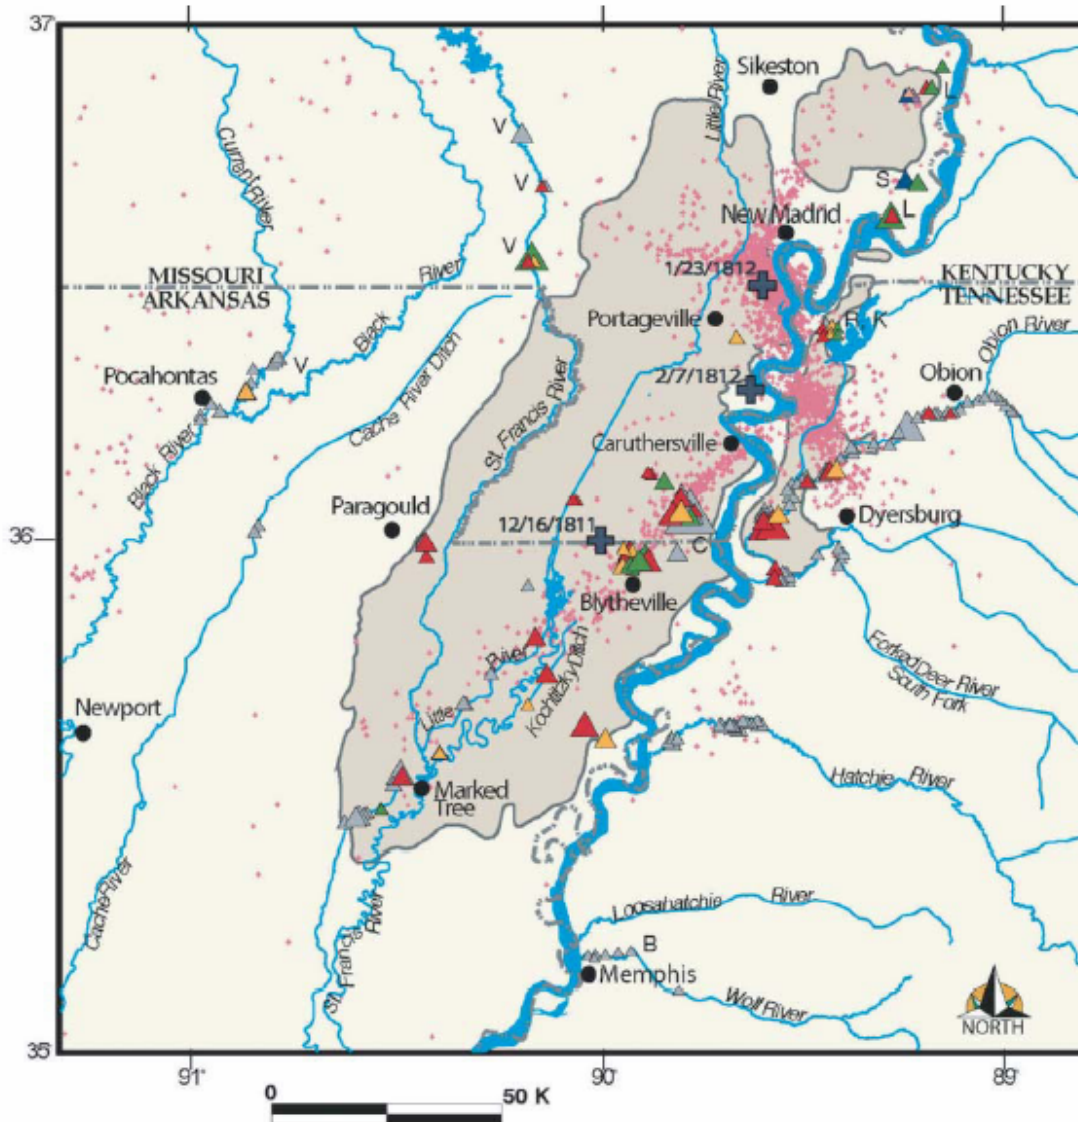 37°
Sikeston
Little River
Current River
V
L
V
S
New Madrid
L
V
1/23/1812
MISSOURI
ARKANSAS
Black
River
KENTUCKY
TENNESSEE
Portageville
R, K
Obion River
Pocahontas
V
Cache River Ditch
St. Francis River
2/7/1812
Obion
Black River
Caruthersville
Paragould
12/16/1811
Dyersburg
36
C
Blytheville
River
Little
Kochtitzky Ditch
Forked Deer River
South Fork
Newport
Hatchie
River
Marked
Tree
Cache River
St. Francis River
Loosahatchie
River
B
Memphis
Wolf River
NORTH
35
91°
90°
89°
0
50 K